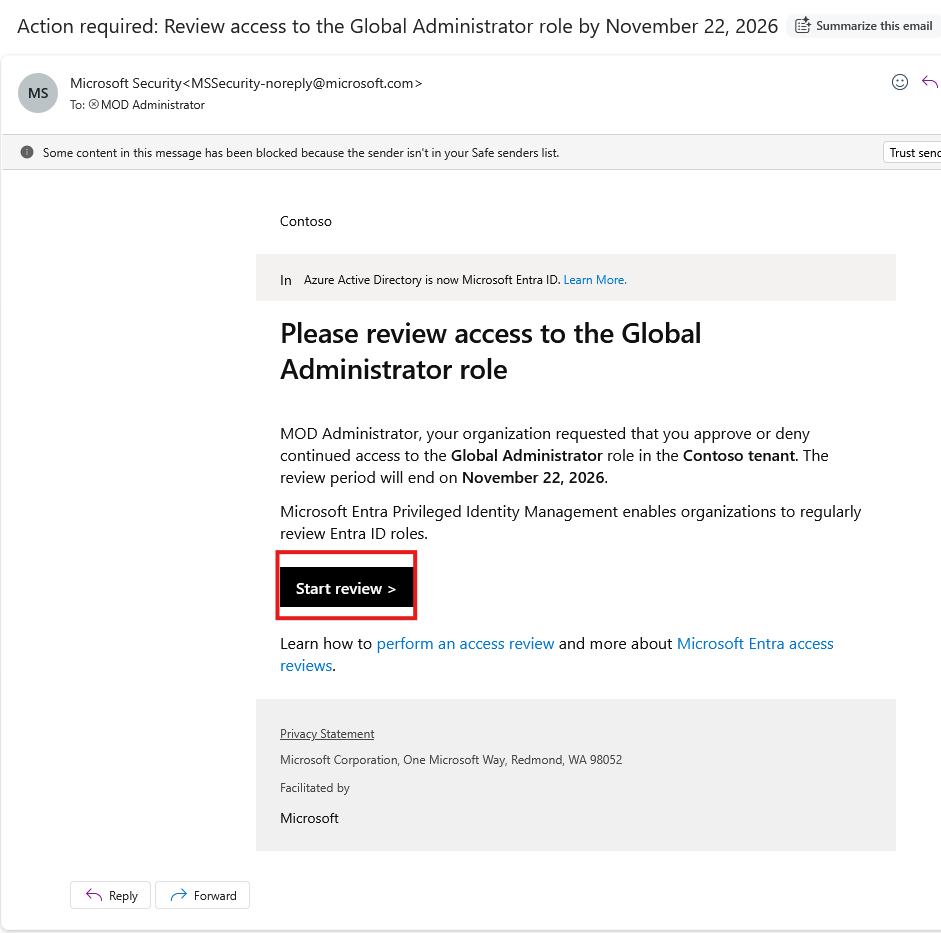 Action required: Review access to the Global Administrator role by November 22, 2026
Summarize this email
MS
Microsoft Security<MSSecurity-noreply@microsoft.com>
To: MOD Administrator
Some content in this message has been blocked because the sender isn't in your Safe senders list.
Trust send
Contoso
In Azure Active Directory is now Microsoft Entra ID. Learn More.
Please review access to the Global
Administrator role
MOD Administrator, your organization requested that you approve or deny
continued access to the Global Administrator role in the Contoso tenant. The
review period will end on November 22, 2026.
Microsoft Entra Privileged Identity Management enables organizations to regularly
review Entra ID roles.
Start review >
Learn how to perform an access review and more about Microsoft Entra access
reviews.
Privacy Statement
Microsoft Corporation, One Microsoft Way, Redmond, WA 98052
Facilitated by
Microsoft
Reply
Forward